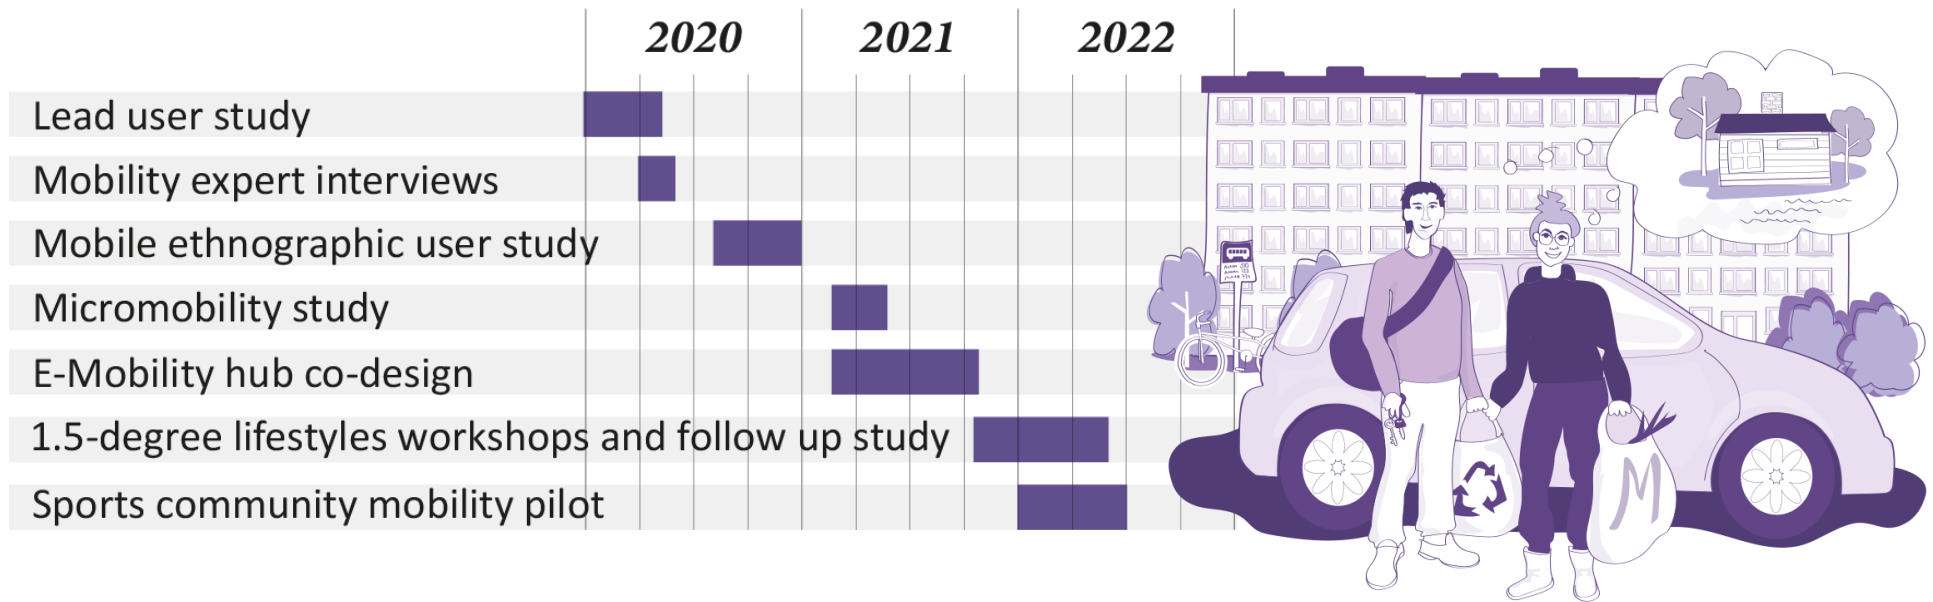 2020 2021 2022
Lead user study
Mobility expert interviews
Mobile ethnographic user study
Micromobility study
E-Mobility hub co-design
1.5-degree lifestyles workshops and follow up study
Sports community mobility pilot
M